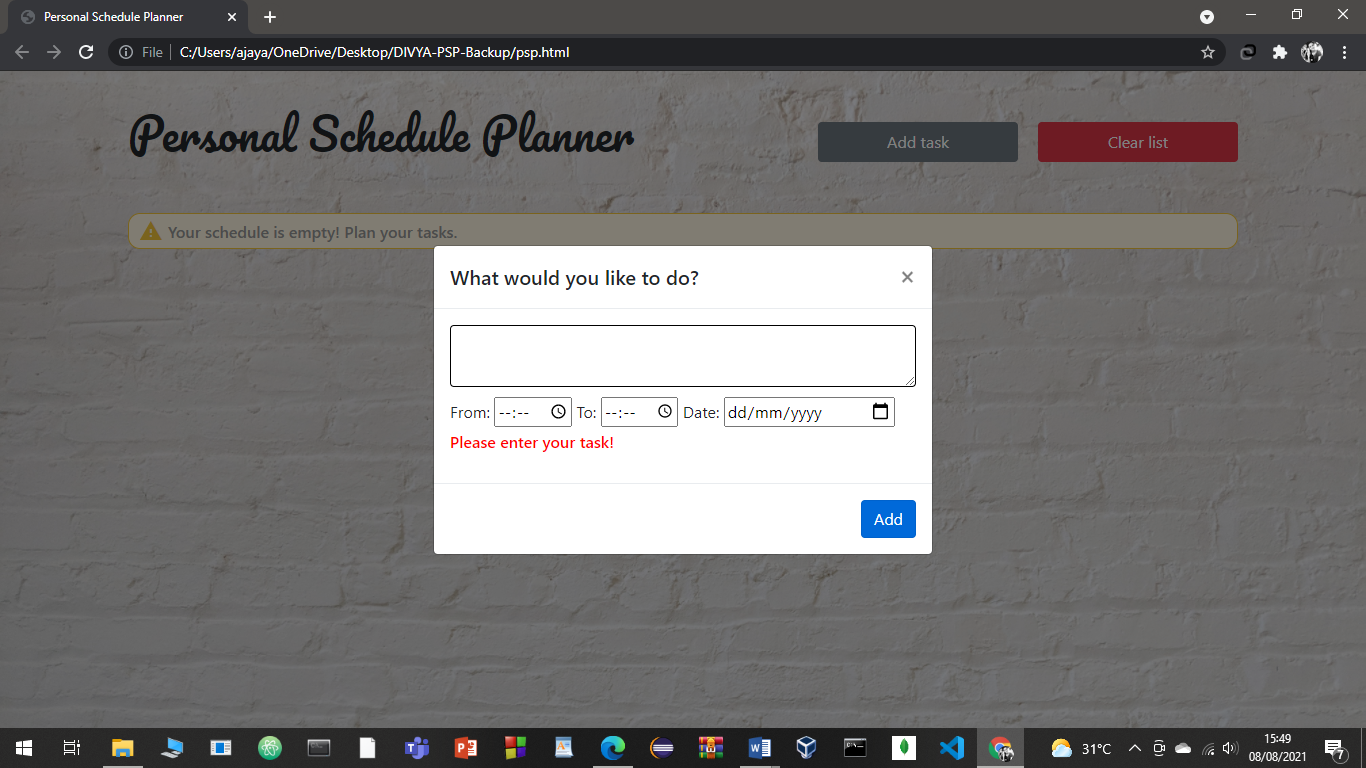 Personal Schedule Planner
File C:/Users/ajaya/OneDrive/Desktop/DIVYA-PSP-Backup/psp.html
Personal Schedule Planner
Add task
Clear list
Your schedule is empty! Plan your tasks.
What would you like to do?
From: --:-- To: --:-- Date: dd/mm/yyyy
Please enter your task!
Add
31°C
15:49
08/08/2021
7